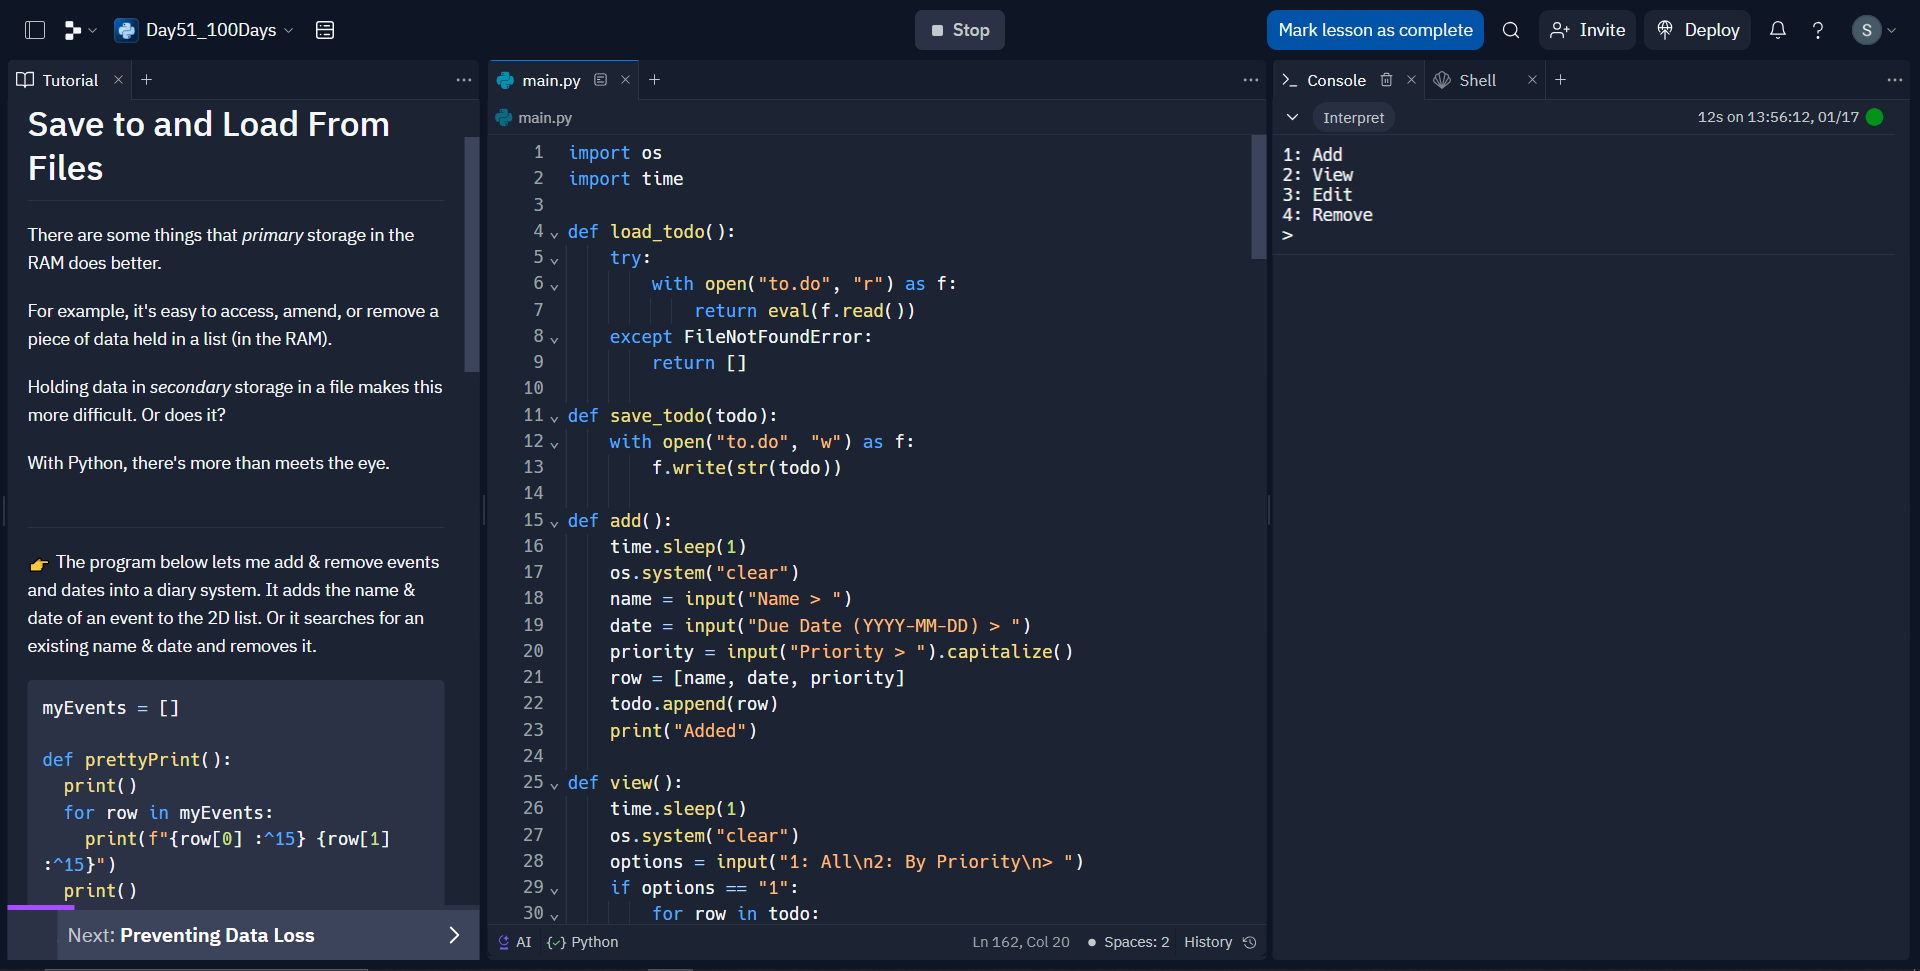 Day51_100Days
Stop
Mark lesson as complete
Invite
Deploy
?
S
Tutorial
Save to and Load From
Files
There are some things that primary storage in the
RAM does better.
For example, it's easy to access, amend, or remove a
piece of data held in a list (in the RAM).
Holding data in secondary storage in a file makes this
more difficult. Or does it?
With Python, there's more than meets the eye.
👉 The program below lets me add & remove events
and dates into a diary system. It adds the name &
date of an event to the 2D list. Or it searches for an
existing name & date and removes it.
myEvents = []
def prettyPrint():
print()
for row in myEvents:
print(f"{row[0] :^15} {row[1]
:^15}")
print()
Next: Preventing Data Loss
main.py
main.py
1 import os
2 import time
3
4 def load_todo():
5 try:
6 with open("to.do", "r") as f:
7 return eval(f.read())
8 except FileNotFoundError:
9 return []
10
11 def save_todo(todo):
12 with open("to.do", "w") as f:
13 f.write(str(todo))
14
15 def add():
16 time.sleep(1)
17 os.system("clear")
18 name = input("Name > ")
19 date = input("Due Date (YYYY-MM-DD) > ")
20 priority = input("Priority > ").capitalize()
21 row = [name, date, priority]
22 todo.append(row)
23 print("Added")
24
25 def view():
26 time.sleep(1)
27 os.system("clear")
28 options = input("1: All\n2: By Priority\n> ")
29 if options == "1":
30 for row in todo:
AI
Python
Ln 162, Col 20
Spaces: 2
History
Console
Shell
Interpret
12s on 13:56:12, 01/17
1: Add
2: View
3: Edit
4: Remove
>